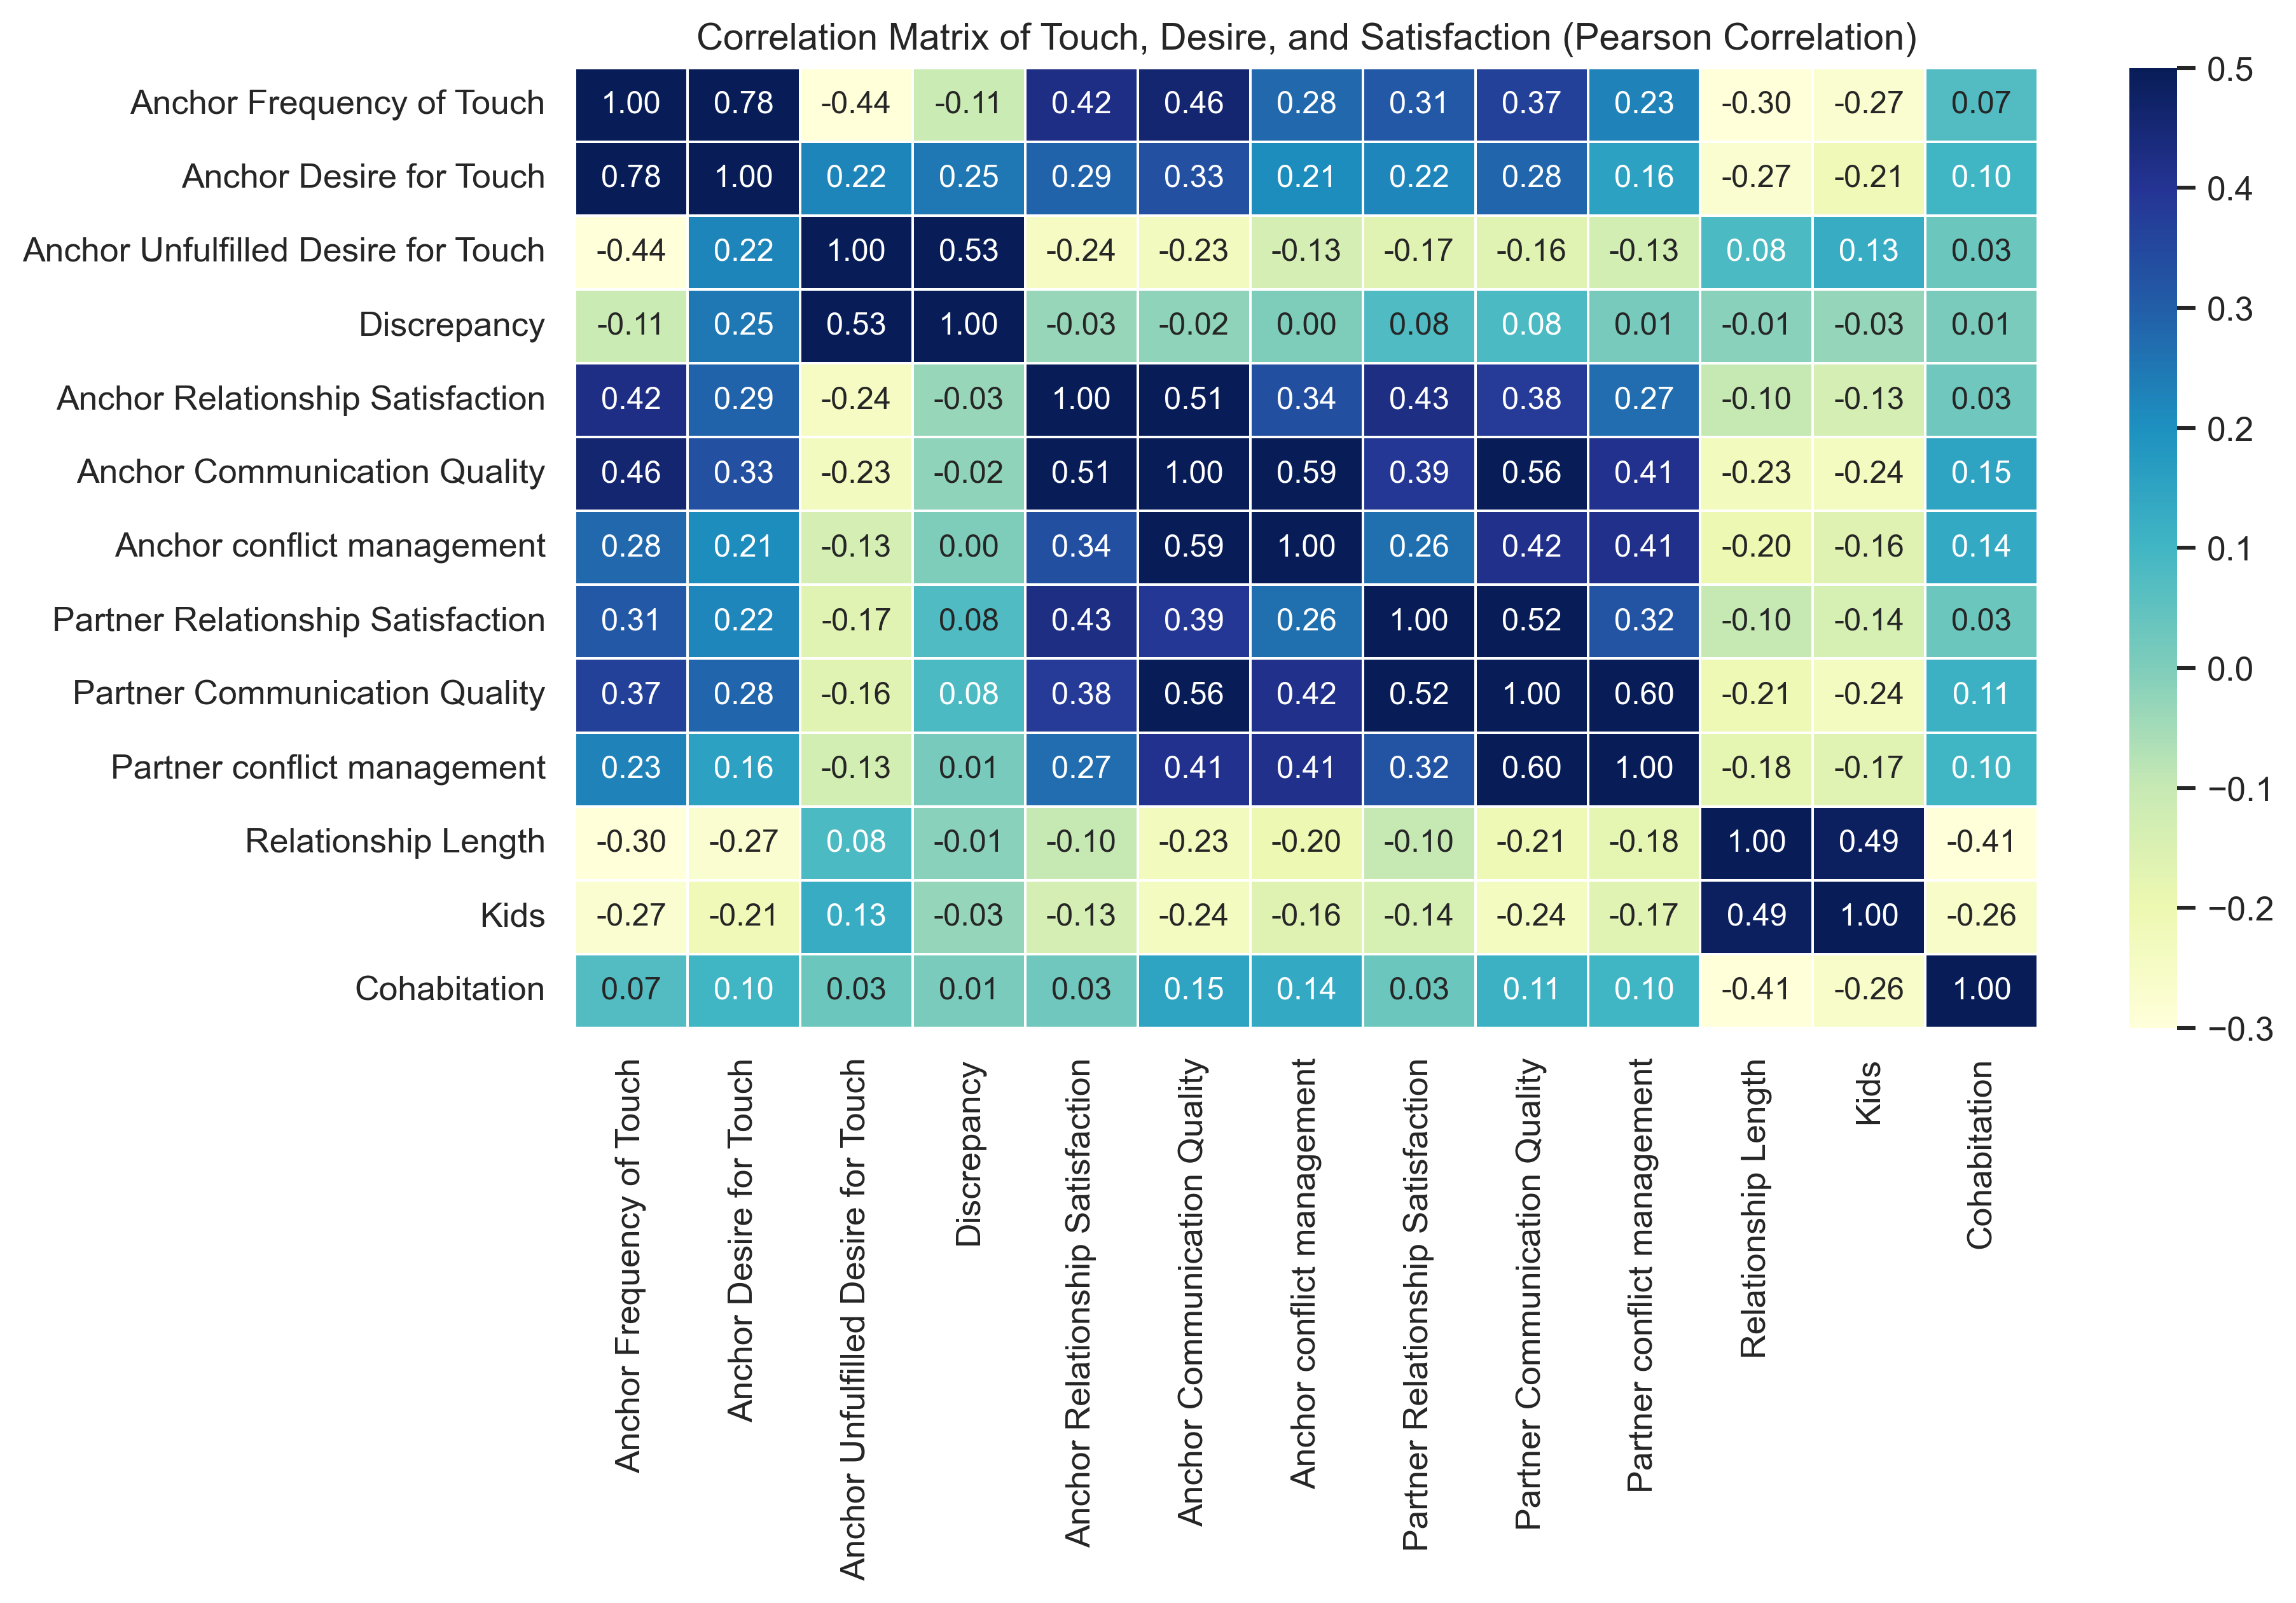 Correlation Matrix of Touch, Desire, and Satisfaction (Pearson Correlation)
Anchor Frequency of Touch 1.00 0.78 -0.44 -0.11 0.42 0.46 0.28 0.31 0.37 0.23 -0.30 -0.27 0.07
Anchor Desire for Touch 0.78 1.00 0.22 0.25 0.29 0.33 0.21 0.22 0.28 0.16 -0.27 -0.21 0.10
Anchor Unfulfilled Desire for Touch -0.44 0.22 1.00 0.53 -0.24 -0.23 -0.13 -0.17 -0.16 -0.13 0.08 0.13 0.03
Discrepancy -0.11 0.25 0.53 1.00 -0.03 -0.02 0.00 0.08 0.08 0.01 -0.01 -0.03 0.01
Anchor Relationship Satisfaction 0.42 0.29 -0.24 -0.03 1.00 0.51 0.34 0.43 0.38 0.27 -0.10 -0.13 0.03
Anchor Communication Quality 0.46 0.33 -0.23 -0.02 0.51 1.00 0.59 0.39 0.56 0.41 -0.23 -0.24 0.15
Anchor conflict management 0.28 0.21 -0.13 0.00 0.34 0.59 1.00 0.26 0.42 0.41 -0.20 -0.16 0.14
Partner Relationship Satisfaction 0.31 0.22 -0.17 0.08 0.43 0.39 0.26 1.00 0.52 0.32 -0.10 -0.14 0.03
Partner Communication Quality 0.37 0.28 -0.16 0.08 0.38 0.56 0.42 0.52 1.00 0.60 -0.21 -0.24 0.11
Partner conflict management 0.23 0.16 -0.13 0.01 0.27 0.41 0.41 0.32 0.60 1.00 -0.18 -0.17 0.10
Relationship Length -0.30 -0.27 0.08 -0.01 -0.10 -0.23 -0.20 -0.10 -0.21 -0.18 1.00 0.49 -0.41
Kids -0.27 -0.21 0.13 -0.03 -0.13 -0.24 -0.16 -0.14 -0.24 -0.17 0.49 1.00 -0.26
Cohabitation 0.07 0.10 0.03 0.01 0.03 0.15 0.14 0.03 0.11 0.10 -0.41 -0.26 1.00
Anchor Frequency of Touch
Anchor Desire for Touch
Anchor Unfulfilled Desire for Touch
Discrepancy
Anchor Relationship Satisfaction
Anchor Communication Quality
Anchor conflict management
Partner Relationship Satisfaction
Partner Communication Quality
Partner conflict management
Relationship Length
Kids
Cohabitation
0.5
0.4
0.3
0.2
0.1
0.0
−0.1
−0.2
−0.3